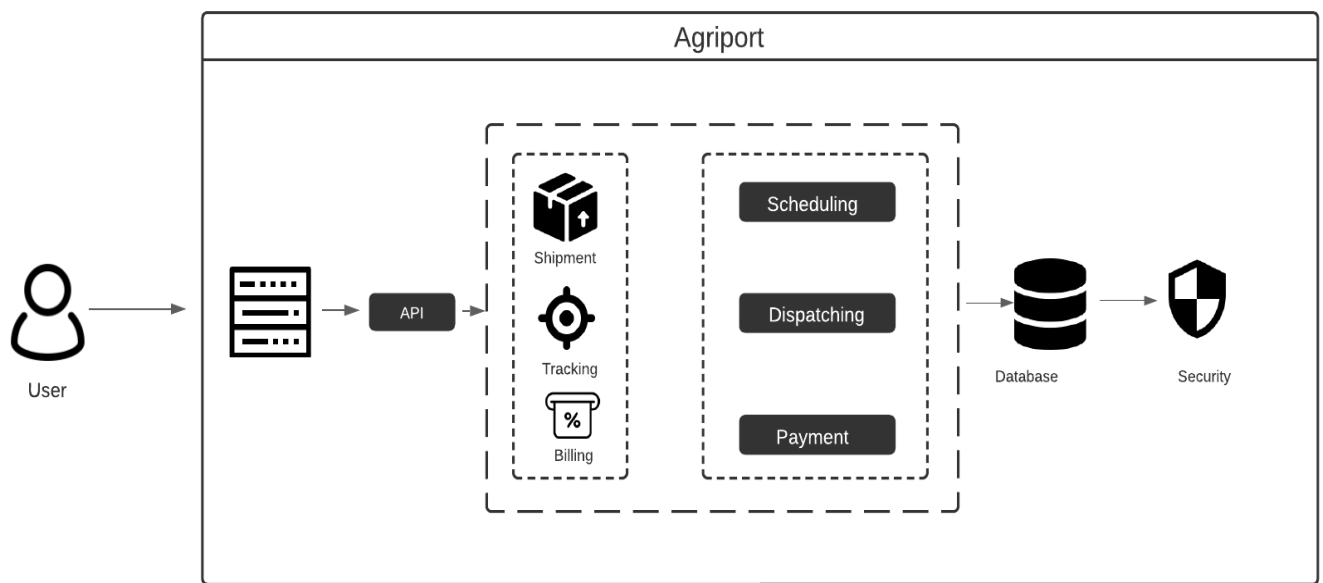 Agriport
User
API
Shipment
Tracking
%
Billing
Scheduling
Dispatching
Payment
Database
Security